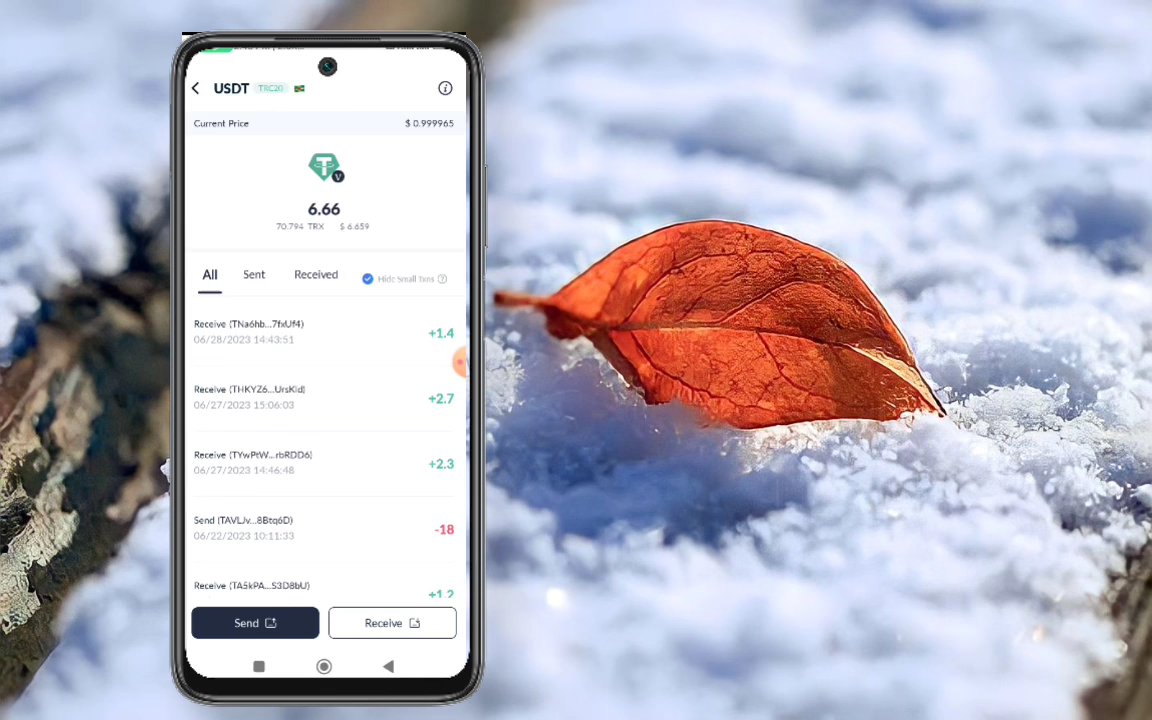 USDT TRC20
Current Price $ 0.999965
6.66
70.794 TRX $ 6.659
All Sent Received Hide Small Txns
Receive (TNa6hb...7fxUf4)
06/28/2023 14:43:51
+1.4
Receive (THKYZ6...UrsKid)
06/27/2023 15:06:03
+2.7
Receive (TYwPtW...rbRDD6)
06/27/2023 14:46:48
+2.3
Send (TAVLJv...8Btq6D)
06/22/2023 10:11:33
-18
Receive (TA5kPA...S3D8bU)
+1.2
Send Receive